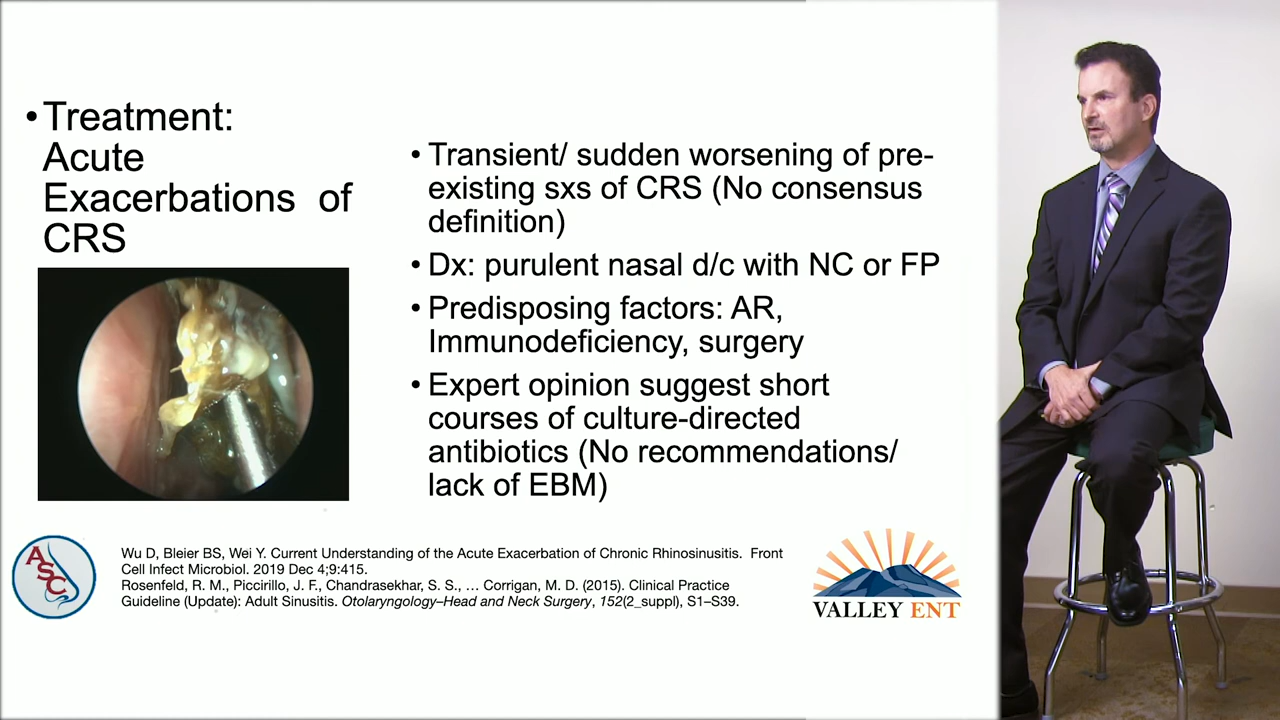 •Treatment:
Acute
Exacerbations of
CRS
• Transient/ sudden worsening of pre-
existing sxs of CRS (No consensus
definition)
• Dx: purulent nasal d/c with NC or FP
• Predisposing factors: AR,
Immunodeficiency, surgery
• Expert opinion suggest short
courses of culture-directed
antibiotics (No recommendations/
lack of EBM)
ASC
Wu D, Bleier BS, Wei Y. Current Understanding of the Acute Exacerbation of Chronic Rhinosinusitis. Front
Cell Infect Microbiol. 2019 Dec 4;9:415.
Rosenfeld, R. M., Piccirillo, J. F., Chandrasekhar, S. S., … Corrigan, M. D. (2015). Clinical Practice
Guideline (Update): Adult Sinusitis. Otolaryngology–Head and Neck Surgery, 152(2_suppl), S1–S39.
VALLEY ENT